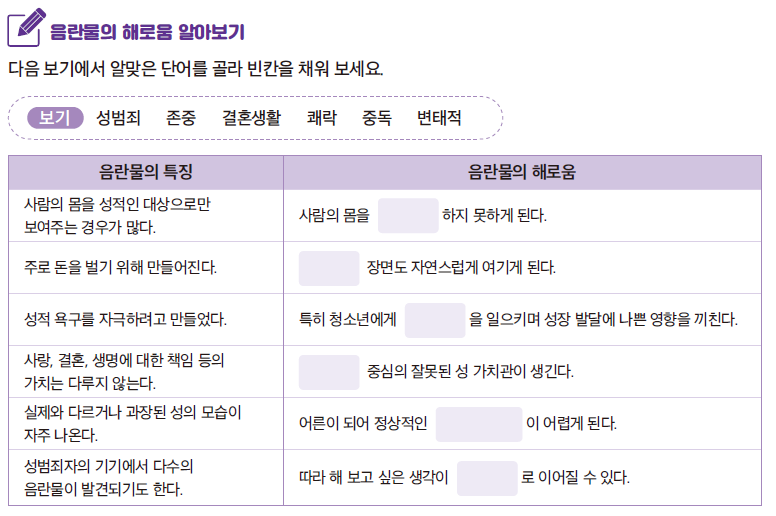 음란물의 해로움 알아보기
다음 보기에서 알맞은 단어를 골라 빈칸을 채워 보세요.
보기 성범죄 존중 결혼생활 쾌락 중독 변태적
음란물의 특징 음란물의 해로움
사람의 몸을 성적인 대상으로만
보여주는 경우가 많다.
사람의 몸을 하지 못하게 된다.
주로 돈을 벌기 위해 만들어진다.
장면도 자연스럽게 여기게 된다.
성적 욕구를 자극하려고 만들었다.
특히 청소년에게 을 일으키며 성장 발달에 나쁜 영향을 끼친다.
사랑, 결혼, 생명에 대한 책임 등의
가치는 다루지 않는다.
중심의 잘못된 성 가치관이 생긴다.
실제와 다르거나 과장된 성의 모습이
자주 나온다.
어른이 되어 정상적인 이 어렵게 된다.
성범죄자의 기기에서 다수의
음란물이 발견되기도 한다.
따라 해 보고 싶은 생각이 로 이어질 수 있다.